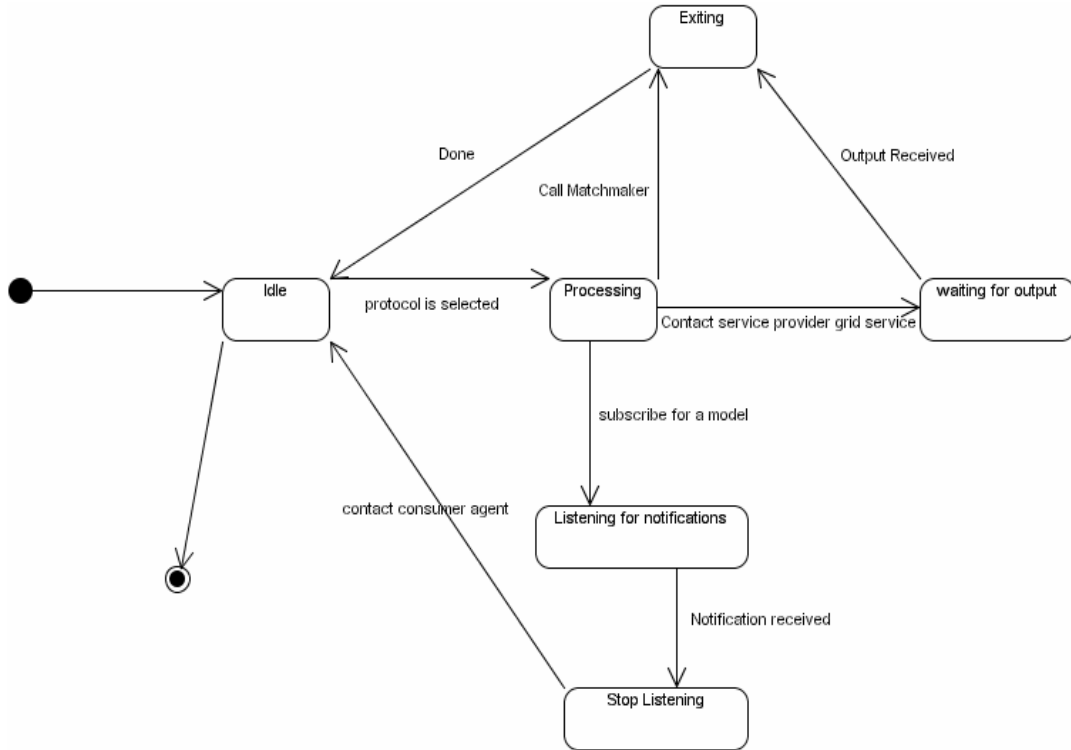 Exiting
Done
Output Received
Call Matchmaker
Idle
Processing
waiting for output
protocol is selected
Contact service provider grid service
subscribe for a model
contact consumer agent
Listening for notifications
Notification received
Stop Listening